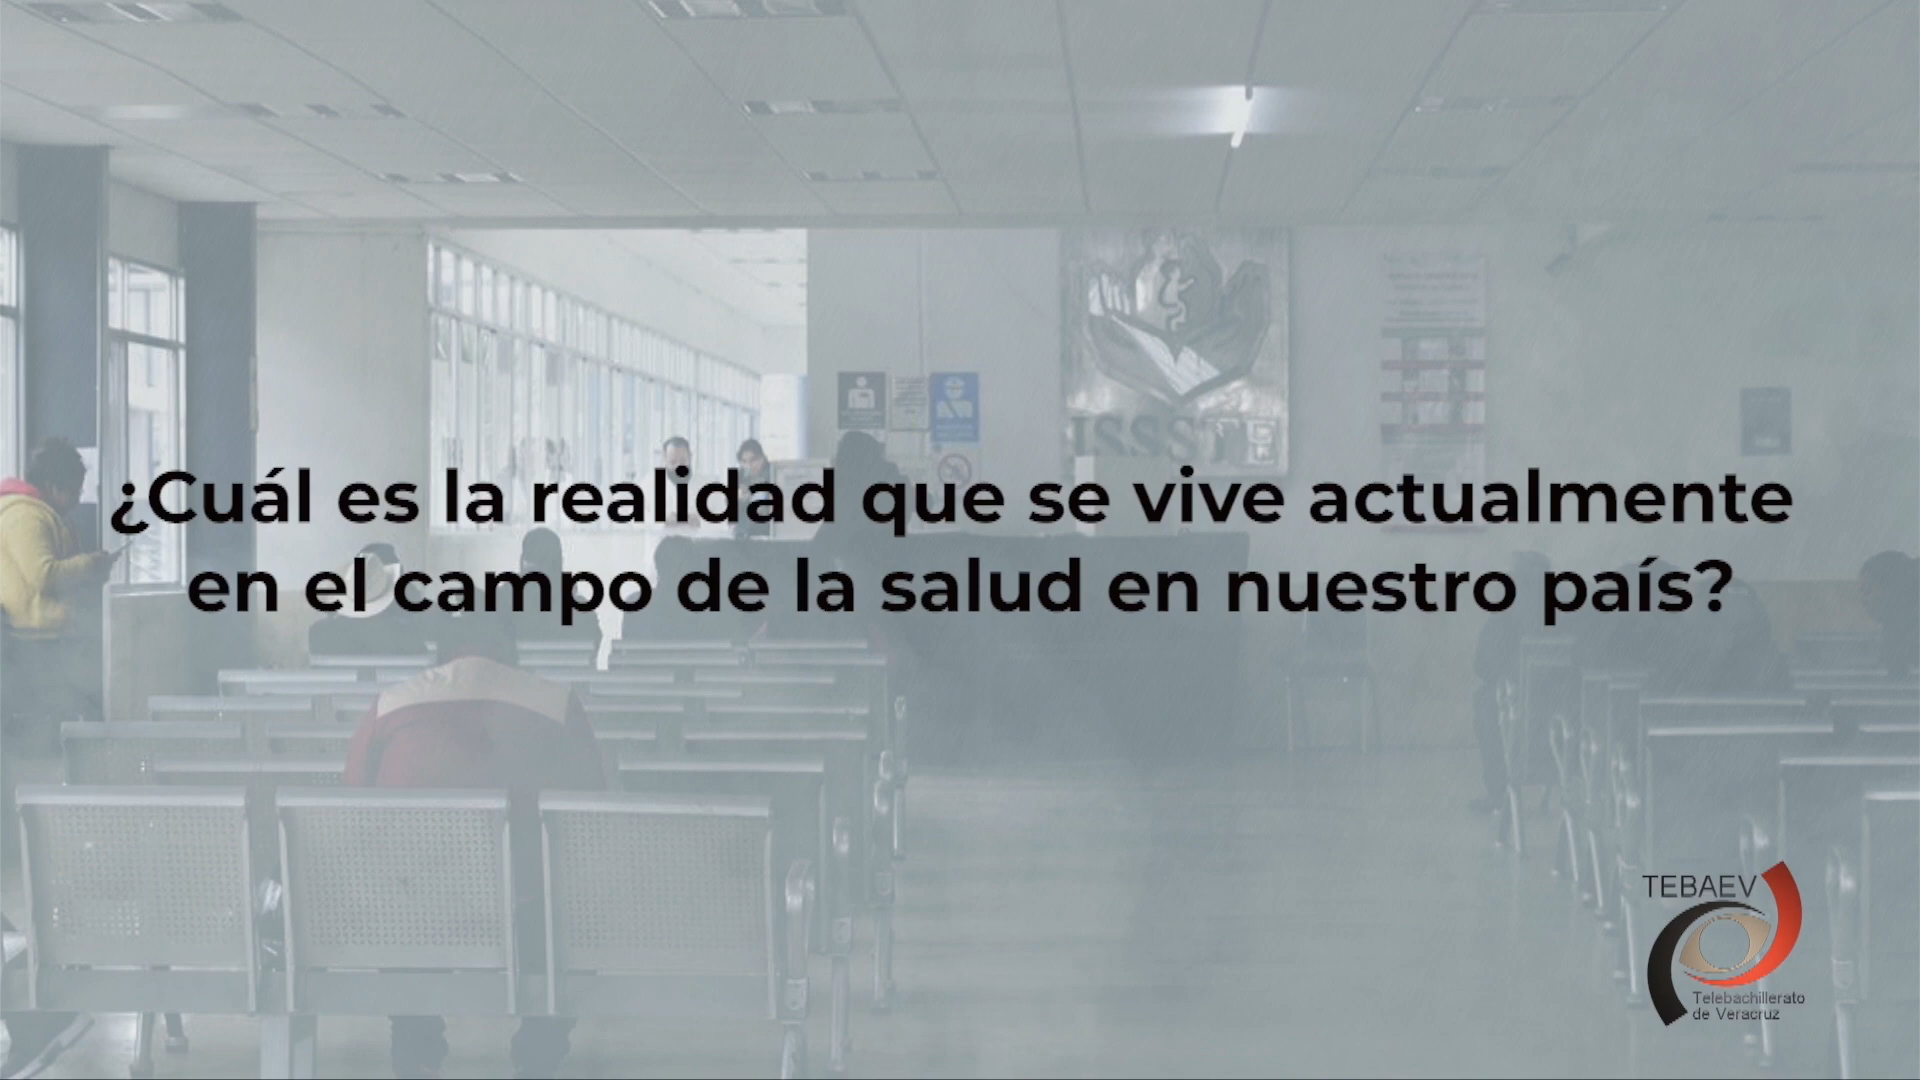 ISSSTE
¿Cuál es la realidad que se vive actualmente
en el campo de la salud en nuestro país?
TEBAEV
Telebachillerato
de Veracruz